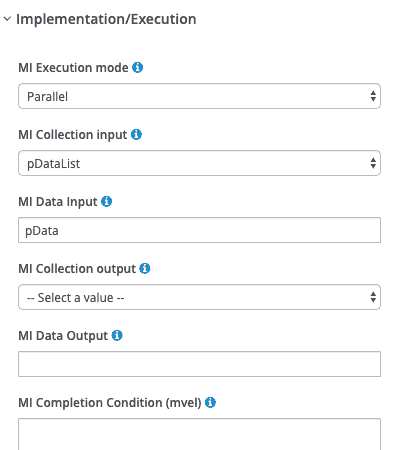 Implementation/Execution
MI Execution mode
Parallel
MI Collection input
pDataList
MI Data Input
pData
MI Collection output
-- Select a value --
MI Data Output
MI Completion Condition (mvel)